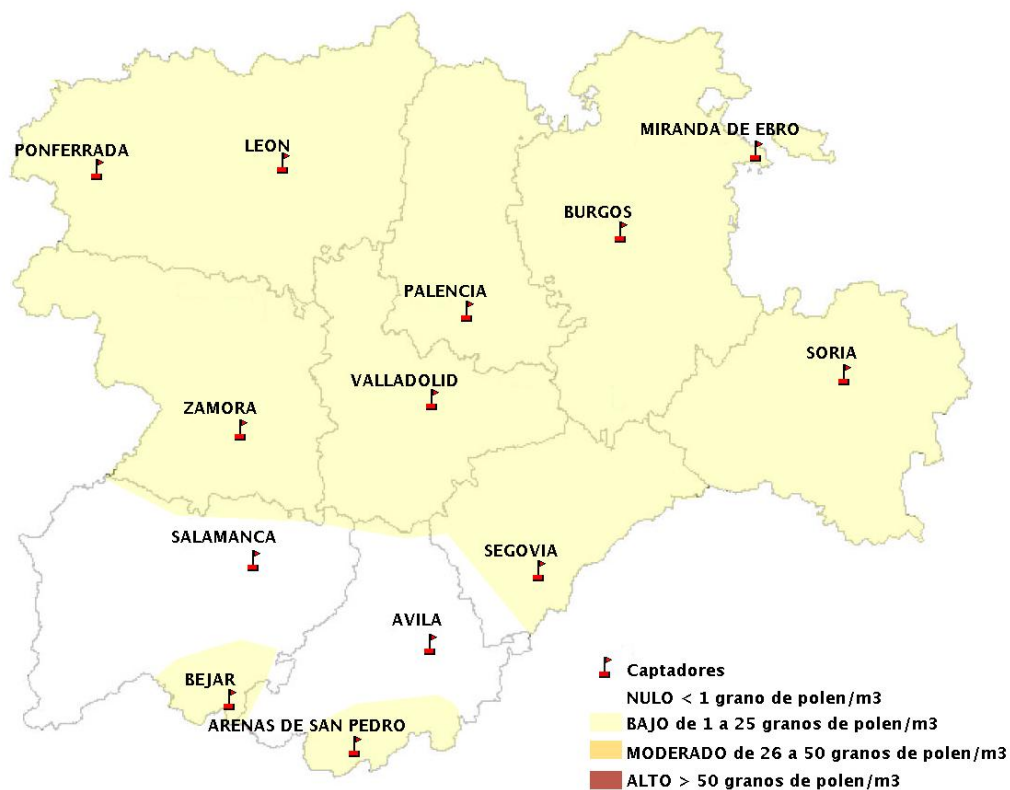 MIRANDA DE EBRO
PONFERRADA
LEON
BURGOS
PALENCIA
SORIA
VALLADOLID
ZAMORA
SALAMANCA
SEGOVIA
AVILA
BEJAR
ARENAS DE SAN PEDRO
Captadores
NULO < 1 grano de polen/m3
BAJO de 1 a 25 granos de polen/m3
MODERADO de 26 a 50 granos de polen/m3
ALTO > 50 granos de polen/m3